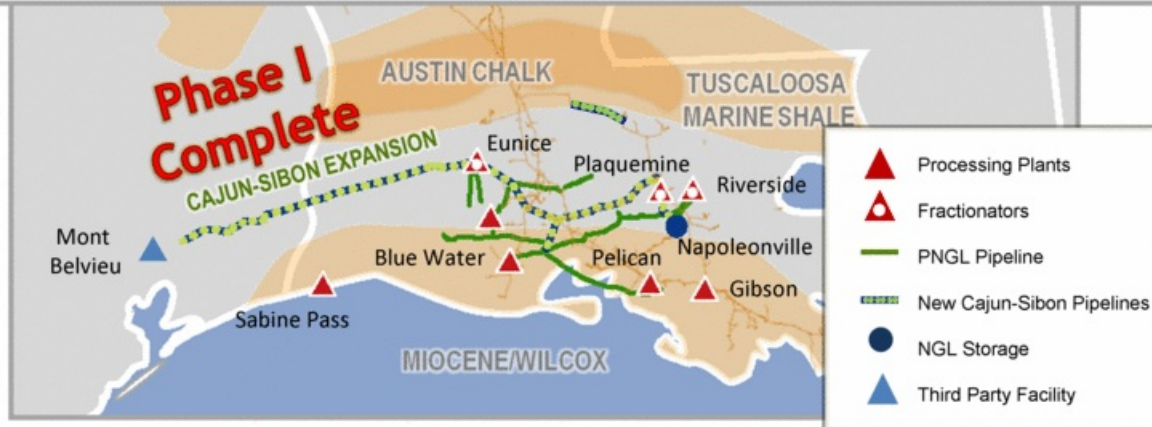 Phase I
Complete
AUSTIN CHALK
TUSCALOOSA
MARINE SHALE
CAJUN-SIBON EXPANSION
Eunice
Plaquemine
Riverside
Mont
Belvieu
Blue Water
Pelican
Napoleonville
Gibson
Sabine Pass
MIOCENE/WILCOX
Processing Plants
Fractionators
PNGL Pipeline
New Cajun-Sibon Pipelines
NGL Storage
Third Party Facility